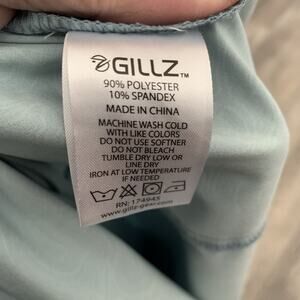 GILLZ™
90% POLYESTER
10% SPANDEX
MADE IN CHINA
MACHINE WASH COLD
WITH LIKE COLORS
DO NOT USE SOFTNER
DO NOT BLEACH
TUMBLE DRY LOW OR
LINE DRY
IRON AT LOW TEMPERATURE
IF NEEDED
RN: 174945
www.gillz-gear.com